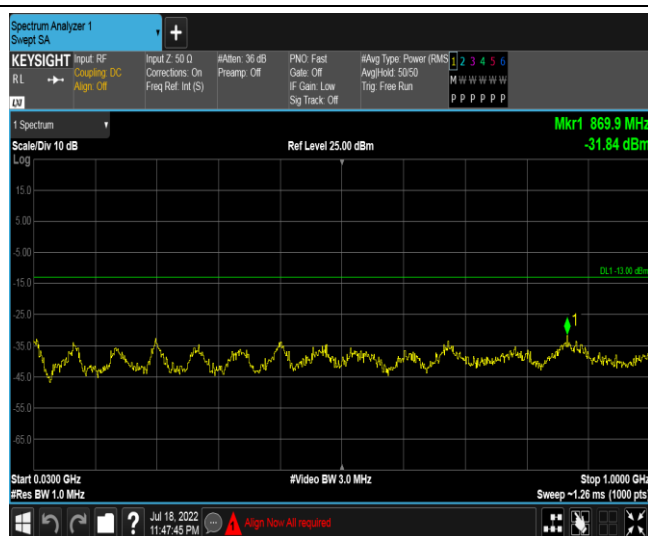 Spectrum Analyzer 1
Swept SA
KEYSIGHT Input: RF Input Z: 50 Ω #Atten: 36 dB PNO: Fast #Avg Type: Power (RMS 1 2 3 4 5 6
RL Coupling: DC Corrections: On Preamp: Off Gate: Off Avg|Hold: 50/50 M W W W W W
Align: Off Freq Ref: Int (S) IF Gain: Low Trig: Free Run
Sig Track: Off P P P P P P
LXI
1 Spectrum Mkr1 869.9 MHz
Scale/Div 10 dB Ref Level 25.00 dBm -31.84 dBm
Log
15.0
5.00
-5.00
DL1 -13.00 dBm
-15.0
-25.0
1
-35.0
-45.0
-55.0
-65.0
Start 0.0300 GHz #Video BW 3.0 MHz Stop 1.0000 GHz
#Res BW 1.0 MHz Sweep ~1.26 ms (1000 pts)
Jul 18, 2022
11:47:45 PM
Align Now All required